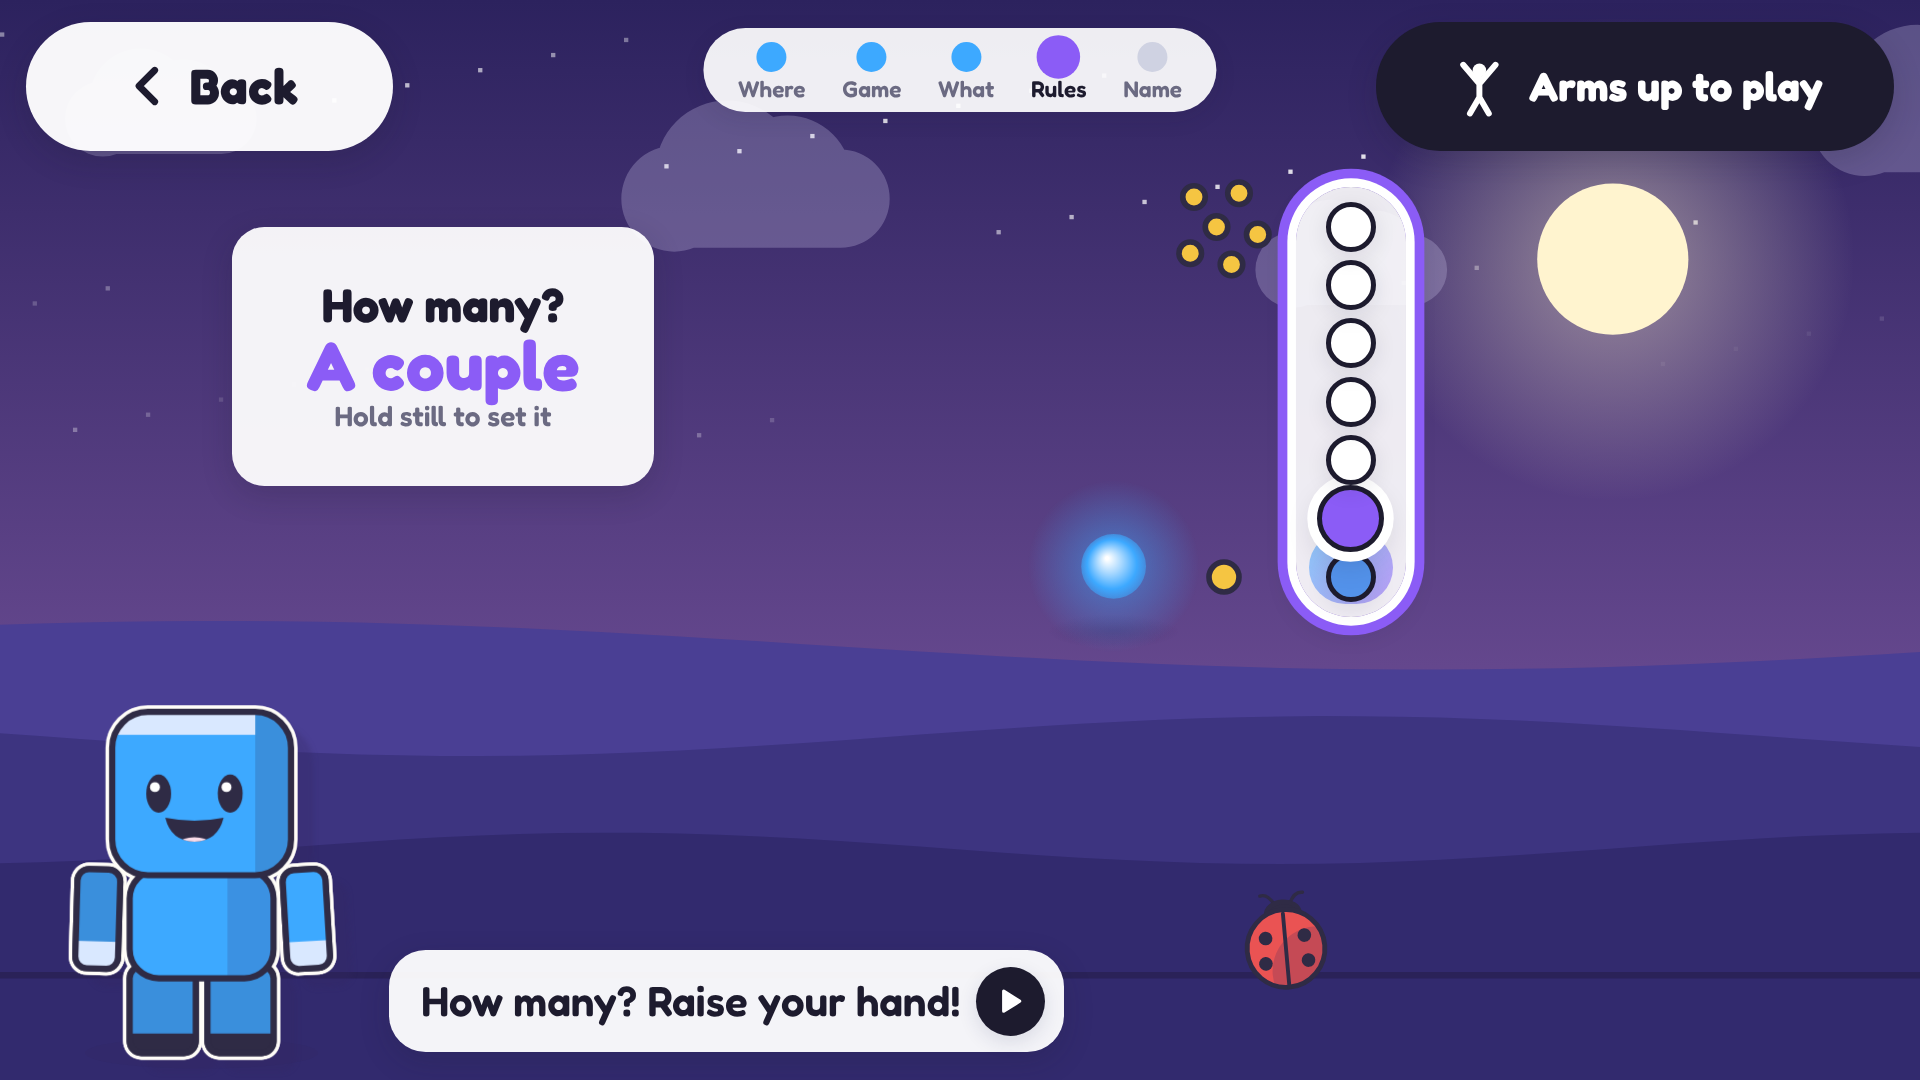 Back
Where Game What Rules Name
Arms up to play
How many?
A couple
Hold still to set it
How many? Raise your hand!